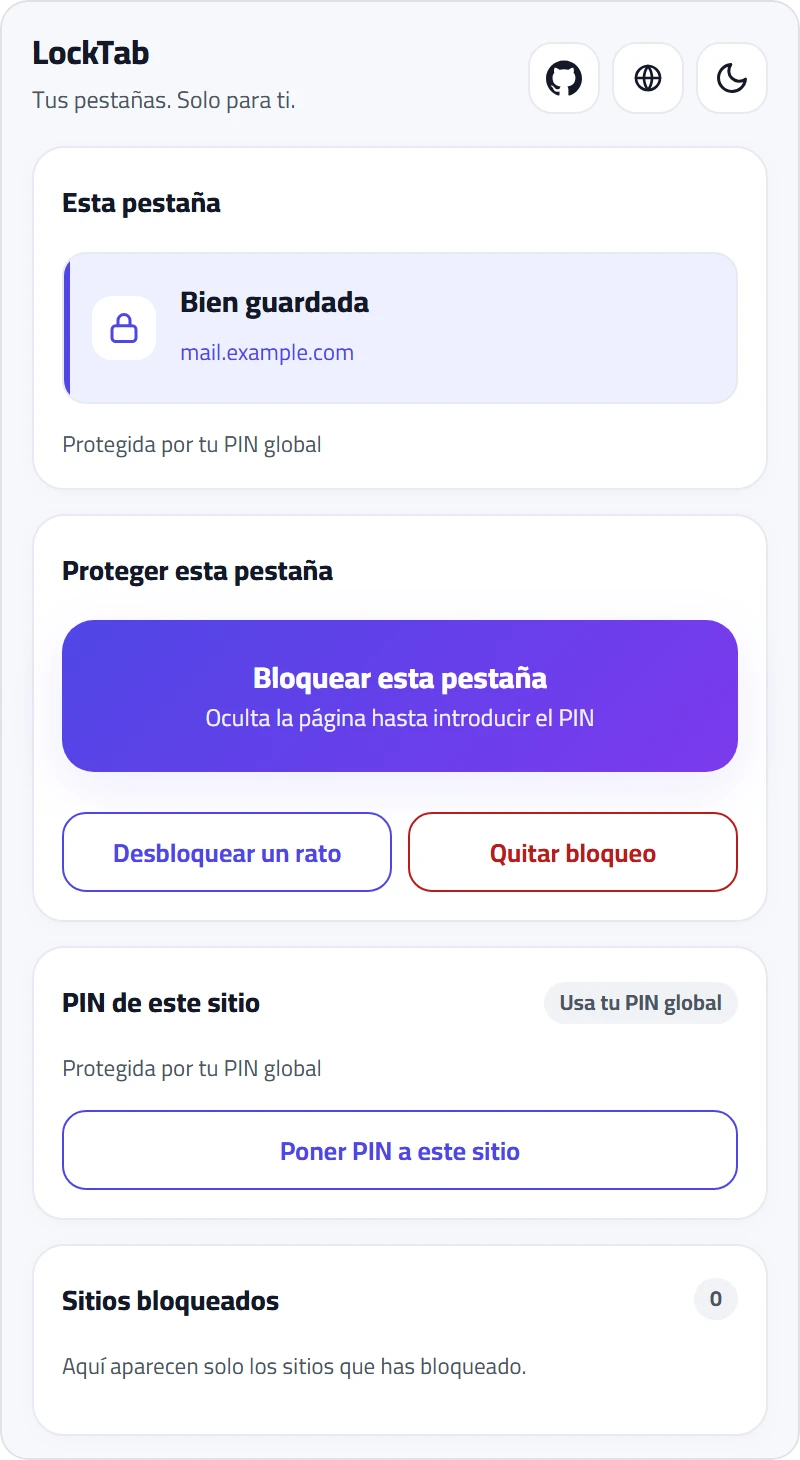 LockTab
Tus pestañas. Solo para ti.
Esta pestaña
Bien guardada
mail.example.com
Protegida por tu PIN global
Proteger esta pestaña
Bloquear esta pestaña
Oculta la página hasta introducir el PIN
Desbloquear un rato
Quitar bloqueo
PIN de este sitio
Usa tu PIN global
Protegida por tu PIN global
Poner PIN a este sitio
Sitios bloqueados
0
Aquí aparecen solo los sitios que has bloqueado.